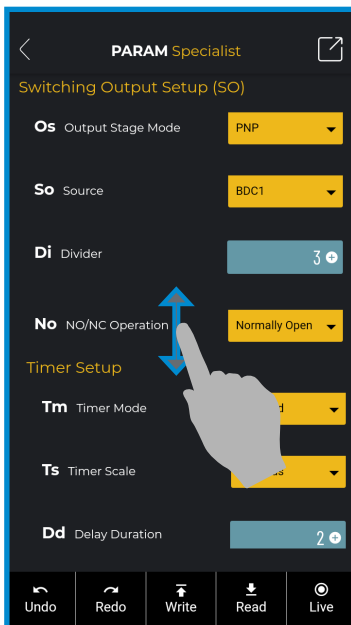 PARAM Specialist
Switching Output Setup (SO)
Os Output Stage Mode PNP
So Source BDC1
Di Divider 3
No NO/NC Operation Normally Open
Timer Setup
Tm Timer Mode
Ts Timer Scale
Dd Delay Duration 2
Undo Redo Write Read Live